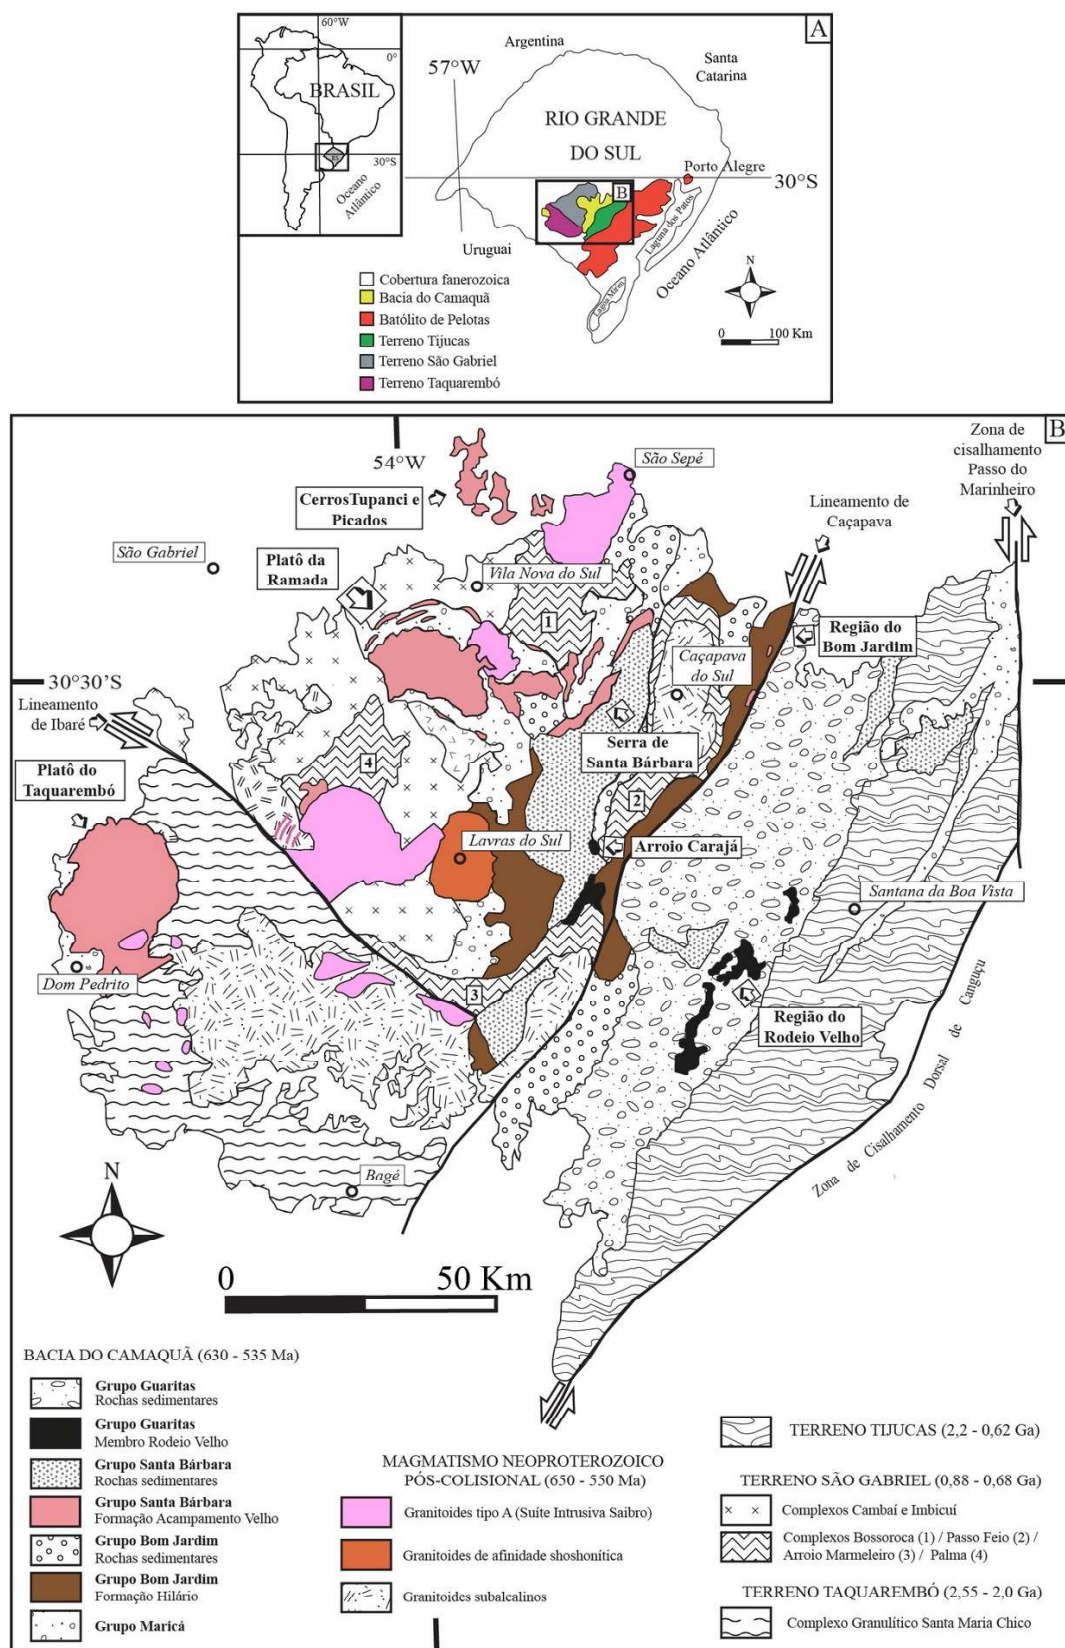 60°W
0°
BRASIL
30°S
RS
Oceano
Atlântico
A
Argentina
57°W
Santa
Catarina
RIO GRANDE
DO SUL
Porto Alegre
30°S
B
Laguna dos Patos
Oceano Atlântico
Uruguai
Lagoa Mirim
N
0 100 Km
Cobertura fanerozoica
Bacia do Camaquã
Batólito de Pelotas
Terreno Tijucas
Terreno São Gabriel
Terreno Taquarembó
B
54°W
São Sepé
Zona de
cisalhamento
Passo do
Marinheiro
Cerros Tupanci e
Picados
Lineamento de
Caçapava
São Gabriel
Platô da
Ramada
Vila Nova do Sul
1
Região do
Bom Jardim
Caçapava
do Sul
30°30'S
Lineamento
de Ibaré
Serra de
Santa Bárbara
4
Platô do
Taquarembó
2
Lavras do Sul
Arroio Carajá
Santana da Boa Vista
Dom Pedrito
3
Região do
Rodeio Velho
Zona de Cisalhamento Dorsal de Canguçu
Bagé
N
0 50 Km
BACIA DO CAMAQUÃ (630 - 535 Ma)
Grupo Guaritas
Rochas sedimentares
Grupo Guaritas
Membro Rodeio Velho
Grupo Santa Bárbara
Rochas sedimentares
Grupo Santa Bárbara
Formação Acampamento Velho
Grupo Bom Jardim
Rochas sedimentares
Grupo Bom Jardim
Formação Hilário
Grupo Maricá
MAGMATISMO NEOPROTEROZOICO
PÓS-COLISIONAL (650 - 550 Ma)
Granitoides tipo A (Suíte Intrusiva Saibro)
Granitoides de afinidade shoshonítica
Granitoides subalcalinos
TERRENO TIJUCAS (2,2 - 0,62 Ga)
TERRENO SÃO GABRIEL (0,88 - 0,68 Ga)
Complexos Cambaí e Imbicuí
Complexos Bossoroca (1) / Passo Feio (2) /
Arroio Marmeleiro (3) / Palma (4)
TERRENO TAQUAREMBÓ (2,55 - 2,0 Ga)
Complexo Granulítico Santa Maria Chico